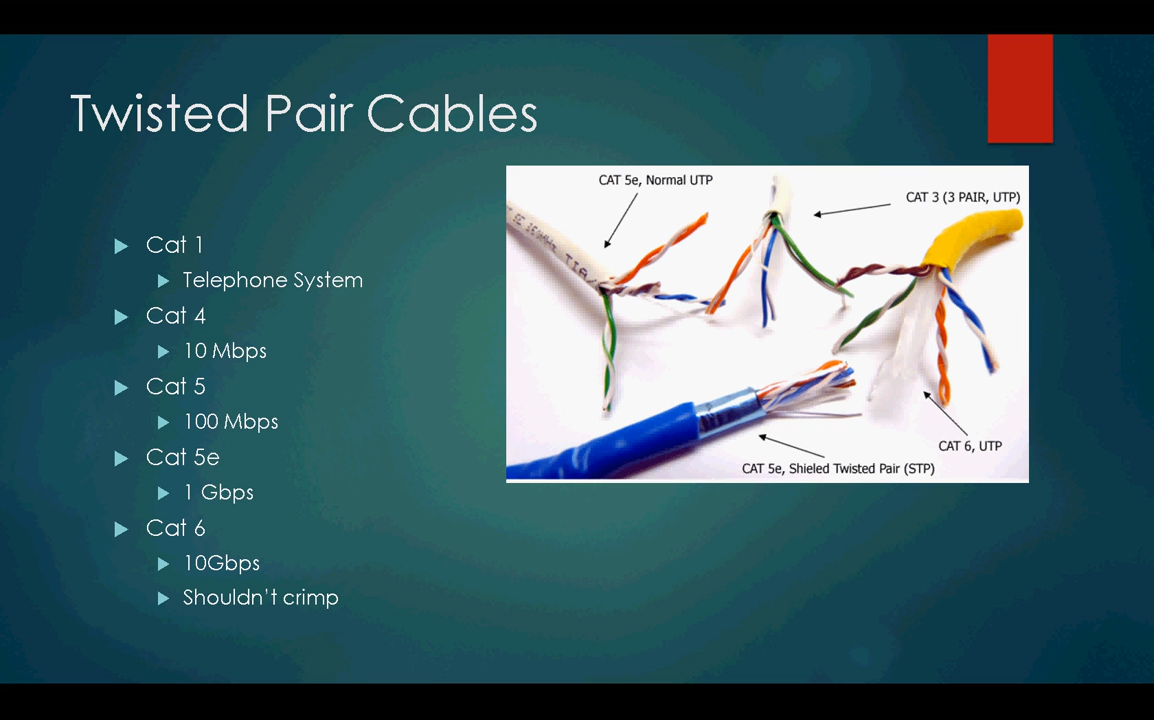 Twisted Pair Cables
Cat 1
Telephone System
Cat 4
10 Mbps
Cat 5
100 Mbps
Cat 5e
1 Gbps
Cat 6
10Gbps
Shouldn't crimp
CAT 5e, Normal UTP
CAT 3 (3 PAIR, UTP)
CAT 6, UTP
CAT 5e, Shieled Twisted Pair (STP)